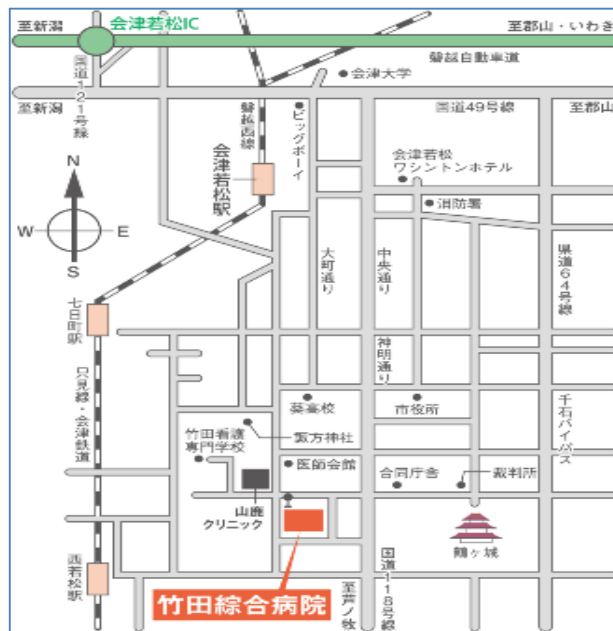 至新潟
会津若松IC
至郡山・いわき
磐越自動車道
国道121号線
会津大学
至新潟
国道49号線
至郡山
磐越西線
ビッグボーイ
会津若松
ワシントンホテル
会津若松駅
消防署
N
W
E
S
大町通り
中央通り
県道64号線
七日町駅
神明通り
只見線・会津鉄道
葵高校
市役所
千石バイパス
諏方神社
竹田看護
専門学校
医師会館
合同庁舎
裁判所
山鹿
クリニック
鶴ヶ城
西若松駅
竹田綜合病院
至芦ノ牧
国道118号線